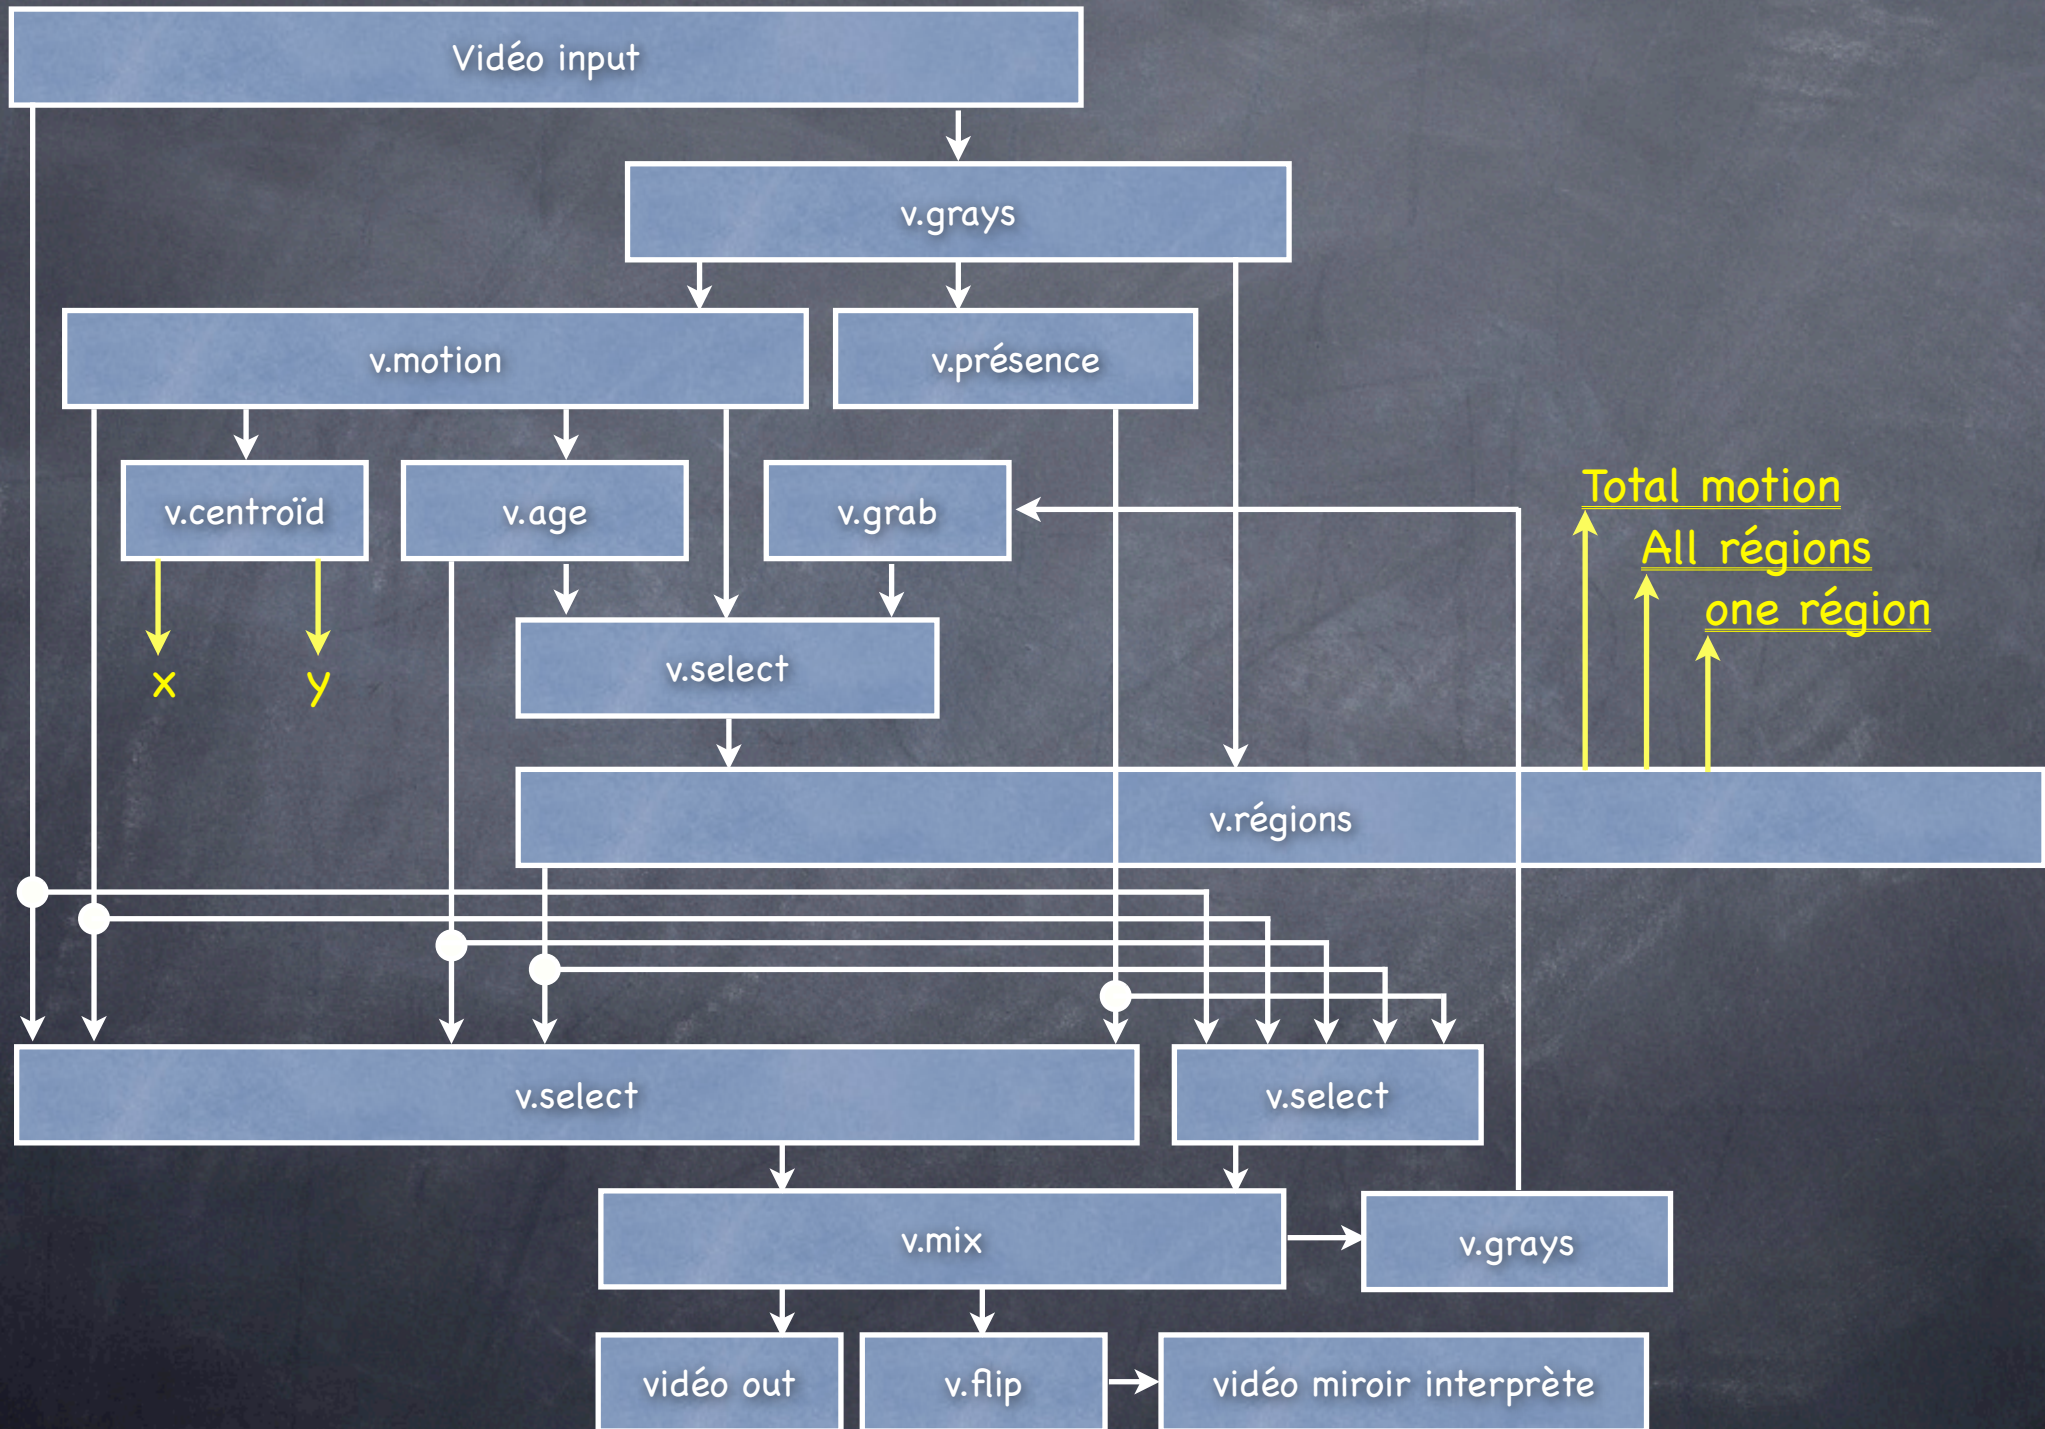 Vidéo input
v.grays
v.motion
v.présence
v.centroïd
v.age
v.grab
Total motion
All régions
one région
x
y
v.select
v.régions
v.select
v.select
v.mix
v.grays
vidéo out
v.flip
vidéo miroir interprète